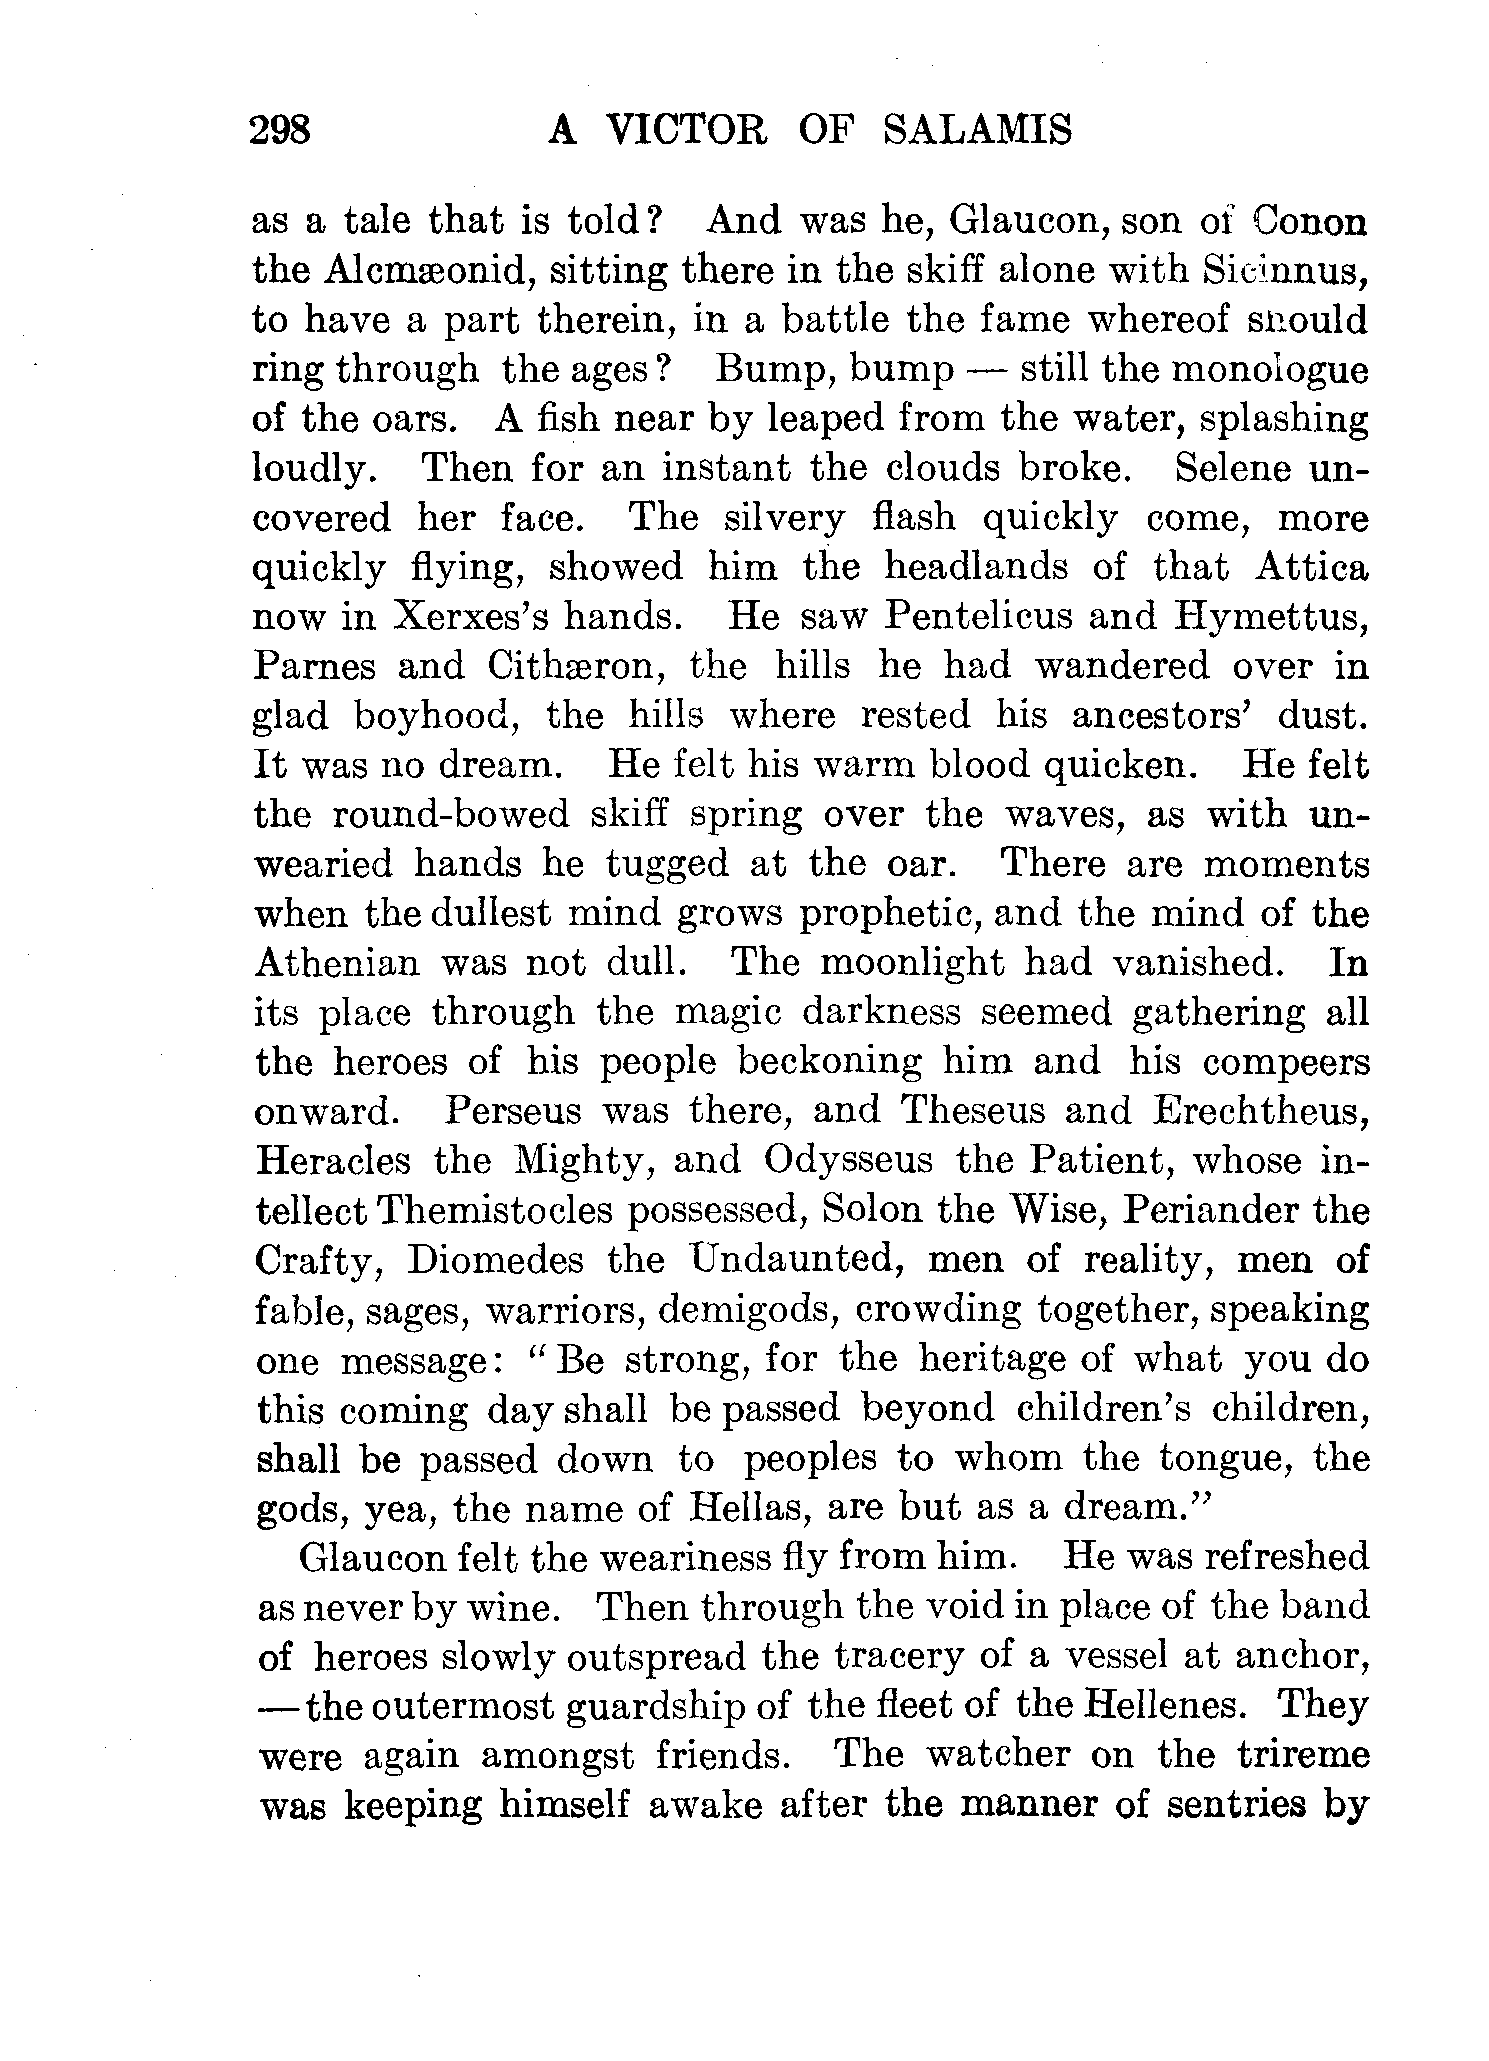 298 A VICTOR OF SALAMIS
as a tale that is told? And was he, Glaucon, son of Conon
the Alcmæonid, sitting there in the skiff alone with Sicinnus,
to have a part therein, in a battle the fame whereof should
ring through the ages? Bump, bump — still the monologue
of the oars. A fish near by leaped from the water, splashing
loudly. Then for an instant the clouds broke. Selene un-
covered her face. The silvery flash quickly come, more
quickly flying, showed him the headlands of that Attica
now in Xerxes's hands. He saw Pentelicus and Hymettus,
Parnes and Cithæron, the hills he had wandered over in
glad boyhood, the hills where rested his ancestors' dust.
It was no dream. He felt his warm blood quicken. He felt
the round-bowed skiff spring over the waves, as with un-
wearied hands he tugged at the oar. There are moments
when the dullest mind grows prophetic, and the mind of the
Athenian was not dull. The moonlight had vanished. In
its place through the magic darkness seemed gathering all
the heroes of his people beckoning him and his compeers
onward. Perseus was there, and Theseus and Erechtheus,
Heracles the Mighty, and Odysseus the Patient, whose in-
tellect Themistocles possessed, Solon the Wise, Periander the
Crafty, Diomedes the Undaunted, men of reality, men of
fable, sages, warriors, demigods, crowding together, speaking
one message: "Be strong, for the heritage of what you do
this coming day shall be passed beyond children's children,
shall be passed down to peoples to whom the tongue, the
gods, yea, the name of Hellas, are but as a dream."
Glaucon felt the weariness fly from him. He was refreshed
as never by wine. Then through the void in place of the band
of heroes slowly outspread the tracery of a vessel at anchor,
—the outermost guardship of the fleet of the Hellenes. They
were again amongst friends. The watcher on the trireme
was keeping himself awake after the manner of sentries by